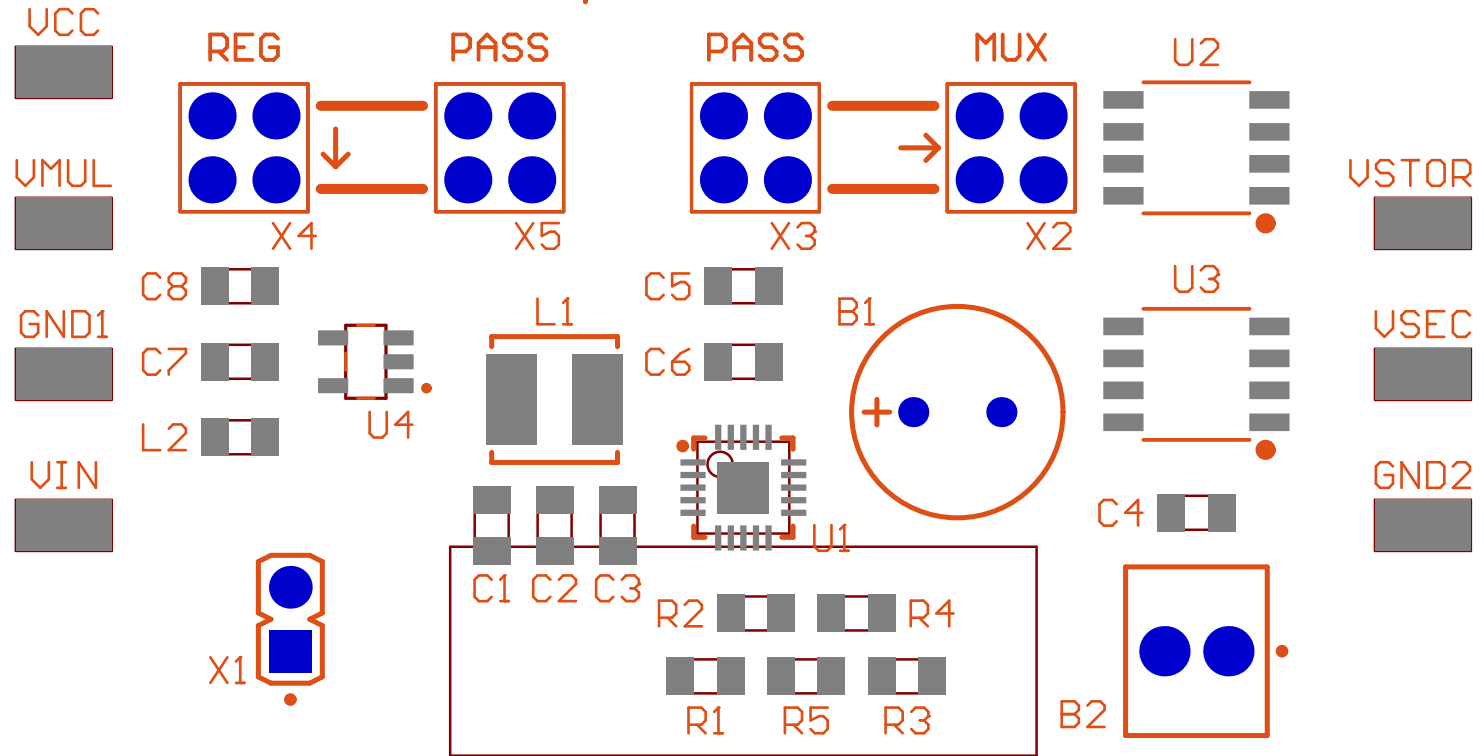 VCC
REG
PASS
PASS
MUX
U2
VMUL
VSTOR
X4
X5
X3
X2
C8
C5
U3
L1
B1
GND1
VSEC
C7
C6
U4
L2
VIN
GND2
C4
U1
C1
C2
C3
R2
R4
X1
R1
R5
R3
B2